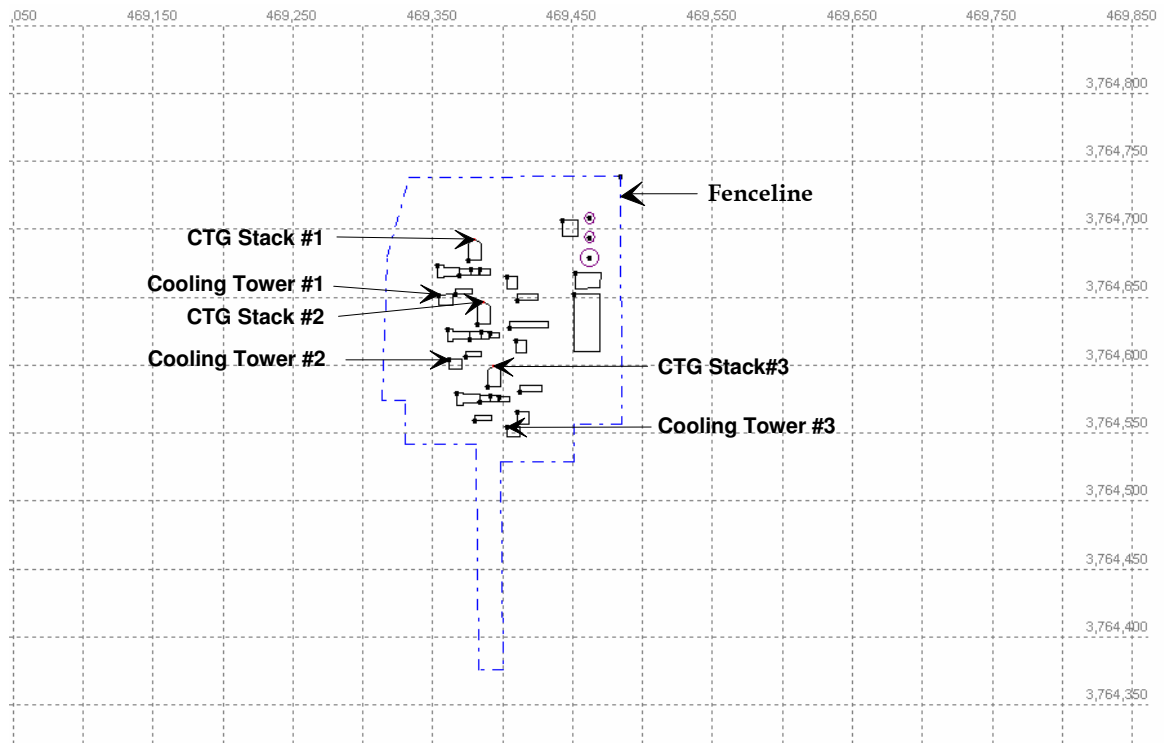 ,050 469,150 469,250 469,350 469,450 469,550 469,650 469,750 469,850
3,764,800
3,764,750
Fenceline
3,764,700
CTG Stack #1
Cooling Tower #1
3,764,650
CTG Stack #2
Cooling Tower #2
3,764,600
CTG Stack#3
Cooling Tower #3
3,764,550
3,764,500
3,764,450
3,764,400
3,764,350